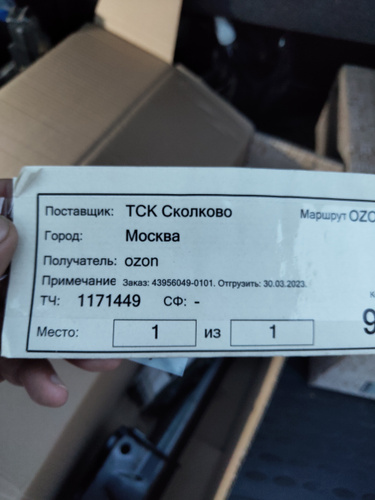 Поставщик: ТСК Сколково Маршрут OZO
Город: Москва
Получатель: ozon
Примечание Заказ: 43956049-0101. Отгрузить: 30.03.2023.
ТЧ: 1171449 СФ: -
Место: 1 из 1 9